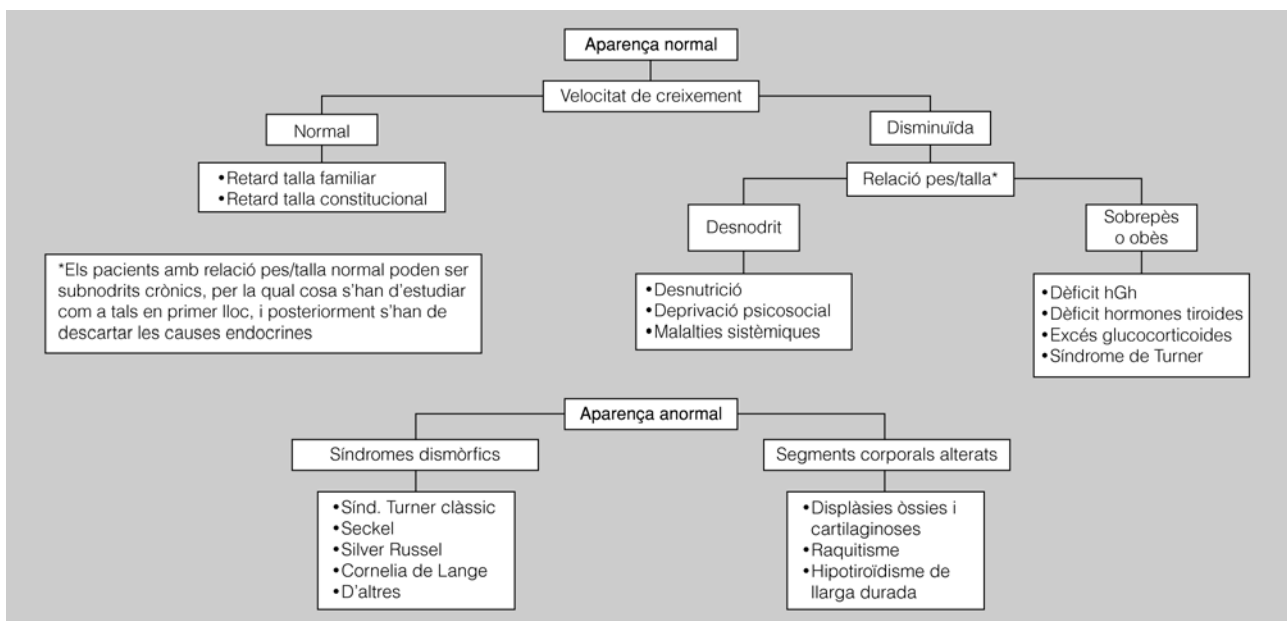 Aparença normal
Velocitat de creixement
Normal
Disminuïda
•Retard talla familiar
•Retard talla constitucional
Relació pes/talla*
Desnodrit
Sobrepès
o obès
*Els pacients amb relació pes/talla normal poden ser
subnodrits crònics, per la qual cosa s'han d'estudiar
com a tals en primer lloc, i posteriorment s'han de
descartar les causes endocrines
•Desnutrició
•Deprivació psicosocial
•Malalties sistèmiques
•Dèficit hGh
•Dèficit hormones tiroides
•Excés glucocorticoides
•Síndrome de Turner
Aparença anormal
Síndromes dismòrfics
Segments corporals alterats
•Sínd. Turner clàssic
•Seckel
•Silver Russel
•Cornelia de Lange
•D'altres
•Displàsies òssies i
cartilaginoses
•Raquitisme
•Hipotiroïdisme de
llarga durada